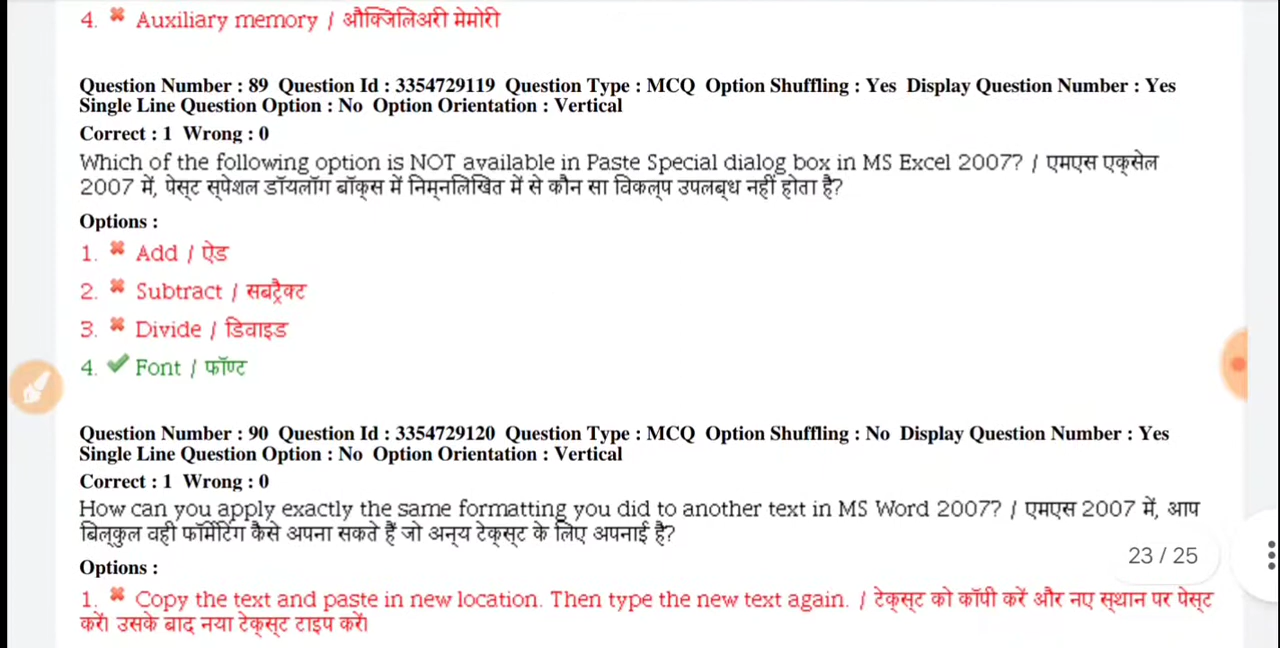 4. Auxiliary memory / औक्जिलिअरी मेमोरी
Question Number : 89 Question Id : 3354729119 Question Type : MCQ Option Shuffling : Yes Display Question Number : Yes
Single Line Question Option : No Option Orientation : Vertical
Correct : 1 Wrong : 0
Which of the following option is NOT available in Paste Special dialog box in MS Excel 2007? / एमएस एक्सेल
2007 में, पेस्ट स्पेशल डॉयलॉग बॉक्स में निम्नलिखित में से कौन सा विकल्प उपलब्ध नहीं होता है?
Options :
1. Add / ऐड
2. Subtract / सबट्रैक्ट
3. Divide / डिवाइड
4. Font / फॉण्ट
Question Number : 90 Question Id : 3354729120 Question Type : MCQ Option Shuffling : No Display Question Number : Yes
Single Line Question Option : No Option Orientation : Vertical
Correct : 1 Wrong : 0
How can you apply exactly the same formatting you did to another text in MS Word 2007? / एमएस 2007 में, आप
बिल्कुल वही फॉर्मेटिंग कैसे अपना सकते हैं जो अन्य टेक्स्ट के लिए अपनाई है?
23 / 25
Options :
1. Copy the text and paste in new location. Then type the new text again. / टेक्स्ट को कॉपी करें और नए स्थान पर पेस्ट
करें। उसके बाद नया टेक्स्ट टाइप करें।